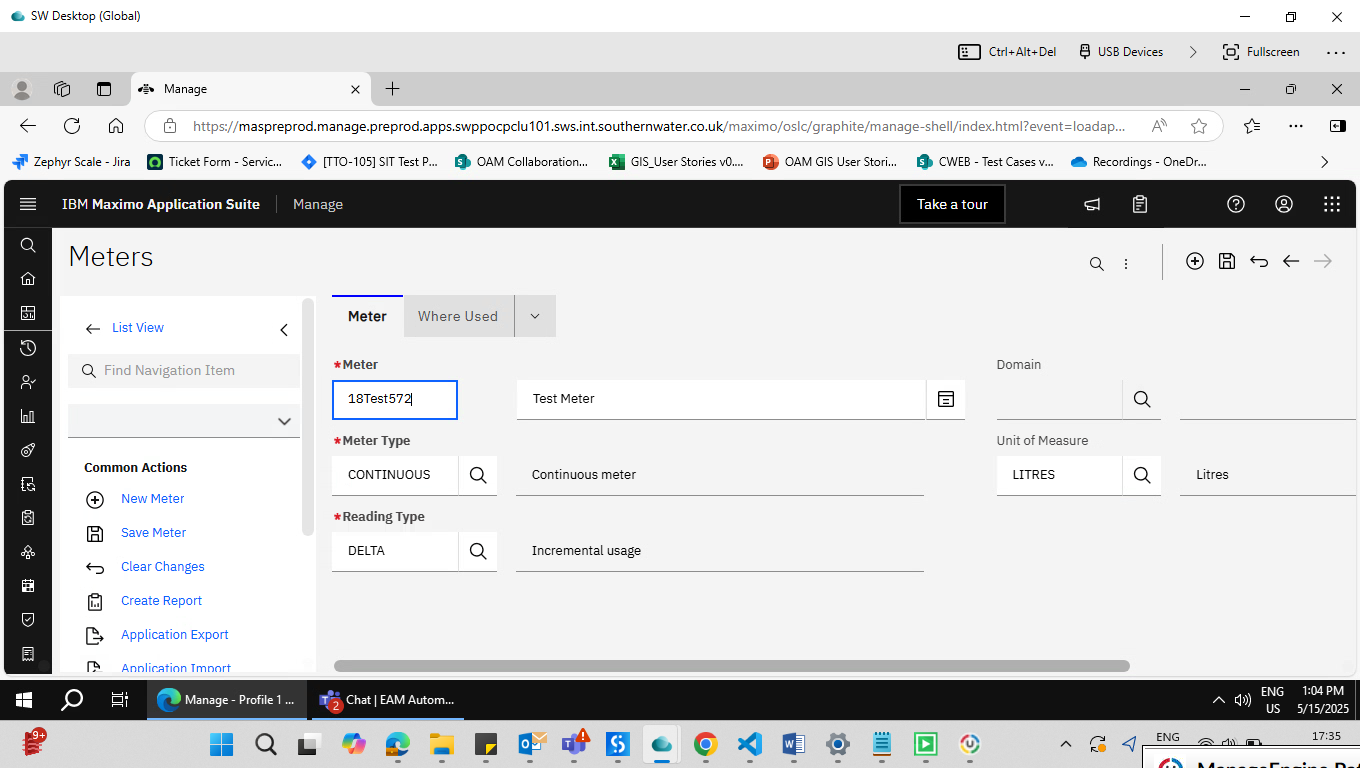 SW Desktop (Global)
Ctrl+Alt+Del
USB Devices
Fullscreen
Manage
https://maspreprod.manage.preprod.apps.swppocpclu101.sws.int.southernwater.co.uk/maximo/oslc/graphite/manage-shell/index.html?event=loadap...
Zephyr Scale - Jira
Ticket Form - Servic...
[TTO-105] SIT Test P...
OAM Collaboration...
GIS_User Stories v0....
OAM GIS User Stori...
CWEB - Test Cases v...
Recordings - OneDr...
IBM Maximo Application Suite
Manage
Take a tour
Meters
List View
Find Navigation Item
Common Actions
New Meter
Save Meter
Clear Changes
Create Report
Application Export
Application Import
Meter
Where Used
*Meter
Domain
18Test572
Test Meter
*Meter Type
Unit of Measure
CONTINUOUS
Continuous meter
LITRES
Litres
*Reading Type
DELTA
Incremental usage
Manage - Profile 1 ...
2
Chat | EAM Autom...
ENG
US
1:04 PM
5/15/2025
9+
ENG
17:35